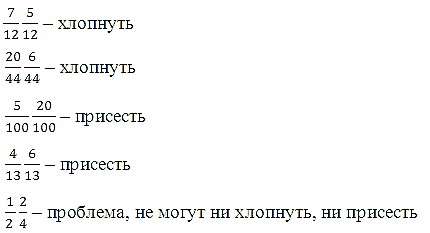 7/12 5/12 – хлопнуть
20/44 6/44 – хлопнуть
5/100 20/100 – присесть
4/13 6/13 – присесть
1/2 2/4 – проблема, не могут ни хлопнуть, ни присесть